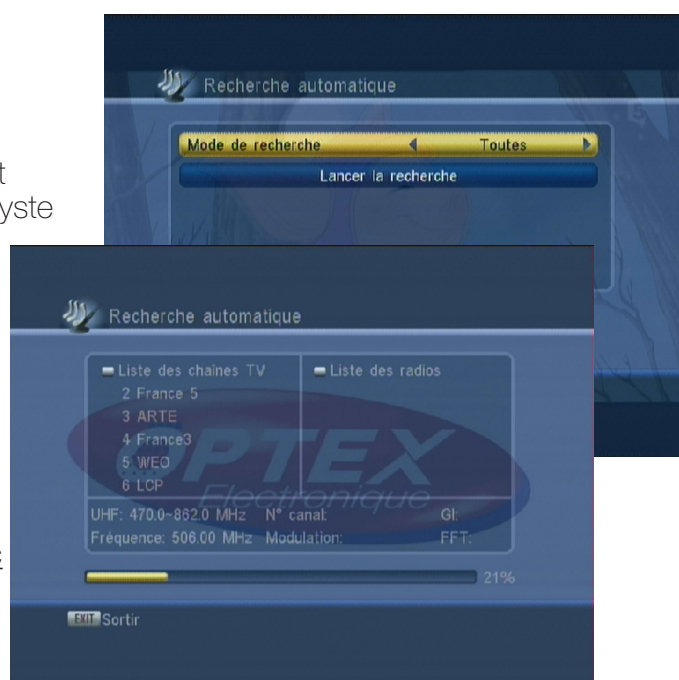 Recherche automatique
Mode de recherche Toutes
Lancer la recherche
t
yste
Recherche automatique
Liste des chaînes TV Liste des radios
2 France 5
3 ARTE
4 France3
5 WEO
6 LCP
OPTEX
Electronique
UHF: 470.0~862.0 MHz N° canal: GI:
Fréquence: 506.00 MHz Modulation: FFT:
21%
EXIT Sortir